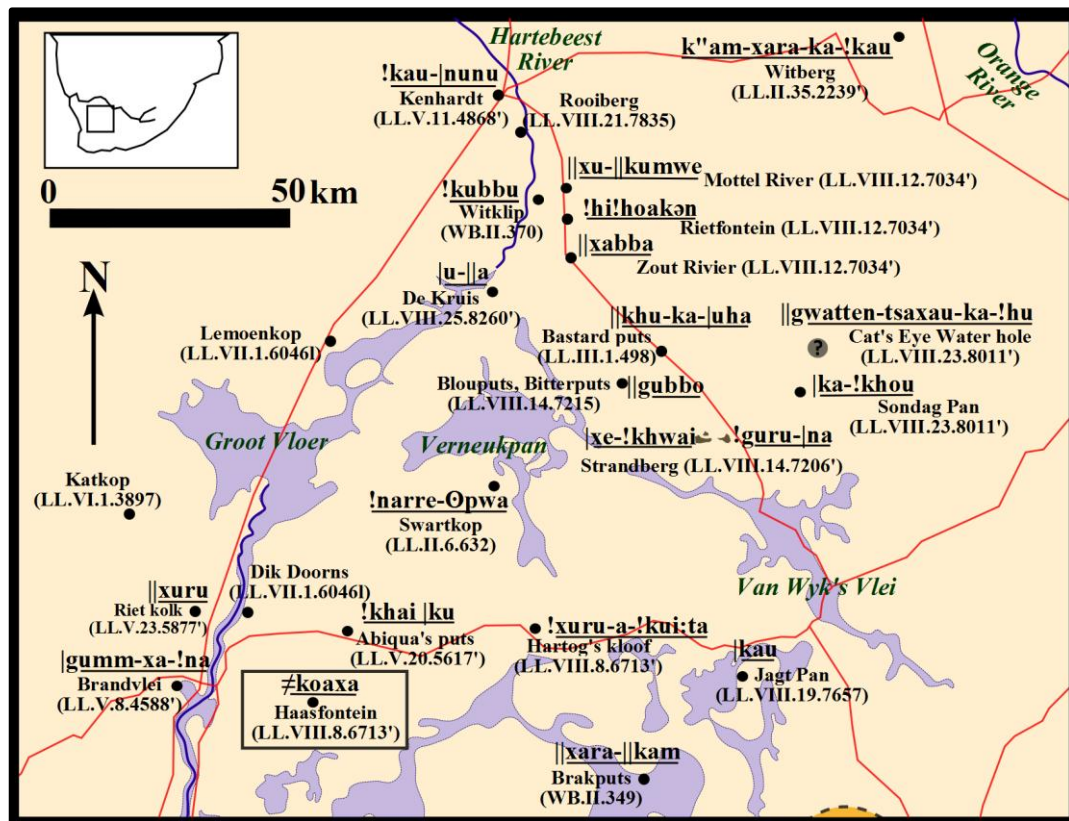 Hartebeest
River
k"am-xara-ka-!kau
Witberg
(LL.II.35.2239')
Orange
River
!kau-|nunu
Kenhardt
(LL.V.11.4868')
Rooiberg
(LL.VIII.21.7835)
0 50 km
||xu-||kumwe
Mottel River (LL.VIII.12.7034')
!kubbu
Witklip
(WB.II.370)
!hi!hoakən
Rietfontein (LL.VIII.12.7034')
||xabba
Zout Rivier (LL.VIII.12.7034')
N
|u-||a
De Kruis
(LL.VIII.25.8260')
||khu-ka-|uha
Bastard puts
(LL.III.1.498)
||gwatten-tsaxau-ka-!hu
?
Cat's Eye Water hole
(LL.VIII.23.8011')
Lemoenkop
(LL.VII.1.6046l)
Blouputs, Bitterputs
(LL.VIII.14.7215)
||gubbo
|ka-!khou
Sondag Pan
(LL.VIII.23.8011')
Groot Vloer
Verneukpan
|xe-!khwai
!guru-|na
Strandberg (LL.VIII.14.7206')
Katkop
(LL.VI.1.3897)
!narre-ʘpwa
Swartkop
(LL.II.6.632)
Dik Doorns
(LL.VII.1.6046l)
Van Wyk's Vlei
||xuru
Riet kolk
(LL.V.23.5877')
!khai |ku
Abiqua's puts
(LL.V.20.5617')
!xuru-a-!kui:ta
Hartog's kloof
(LL.VIII.8.6713')
|kau
Jagt Pan
(LL.VIII.19.7657)
|gumm-xa-!na
Brandvlei
(LL.V.8.4588')
≠koaxa
Haasfontein
(LL.VIII.8.6713')
||xara-||kam
Brakputs
(WB.II.349)